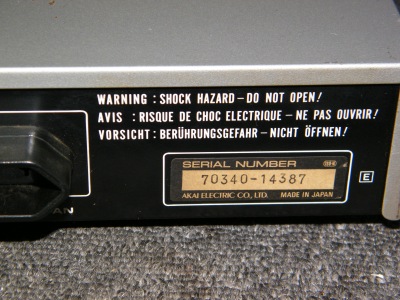 WARNING : SHOCK HAZARD – DO NOT OPEN!
AVIS : RISQUE DE CHOC ELECTRIQUE – NE PAS OUVRIR!
VORSICHT : BERÜHRUNGSGEFAHR – NICHT ÖFFNEN!
SERIAL NUMBER
70340-14387
AKAI ELECTRIC CO., LTD. MADE IN JAPAN
E